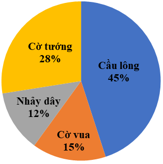 Cờ tướng
28%
Cầu lông
45%
Nhảy dây
12%
Cờ vua
15%